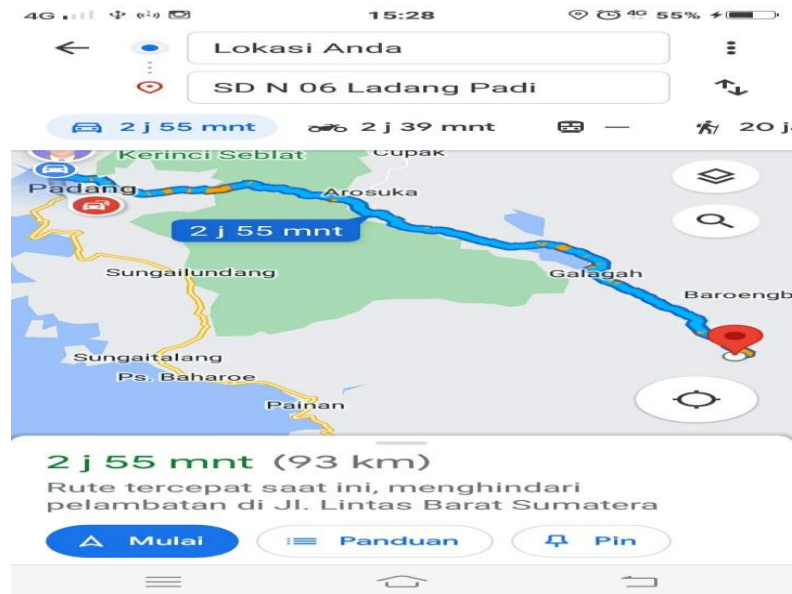 4G 15:28 4G 55%
Lokasi Anda
SD N 06 Ladang Padi
2 j 55 mnt 2 j 39 mnt — 20 j
Kerinci Seblat
Cupak
Padang
Arosuka
2 j 55 mnt
Sungailundang
Galagah
Baroengb
Sungaitalang
Ps. Baharoe
Painan
2 j 55 mnt (93 km)
Rute tercepat saat ini, menghindari
pelambatan di Jl. Lintas Barat Sumatera
Mulai Panduan Pin